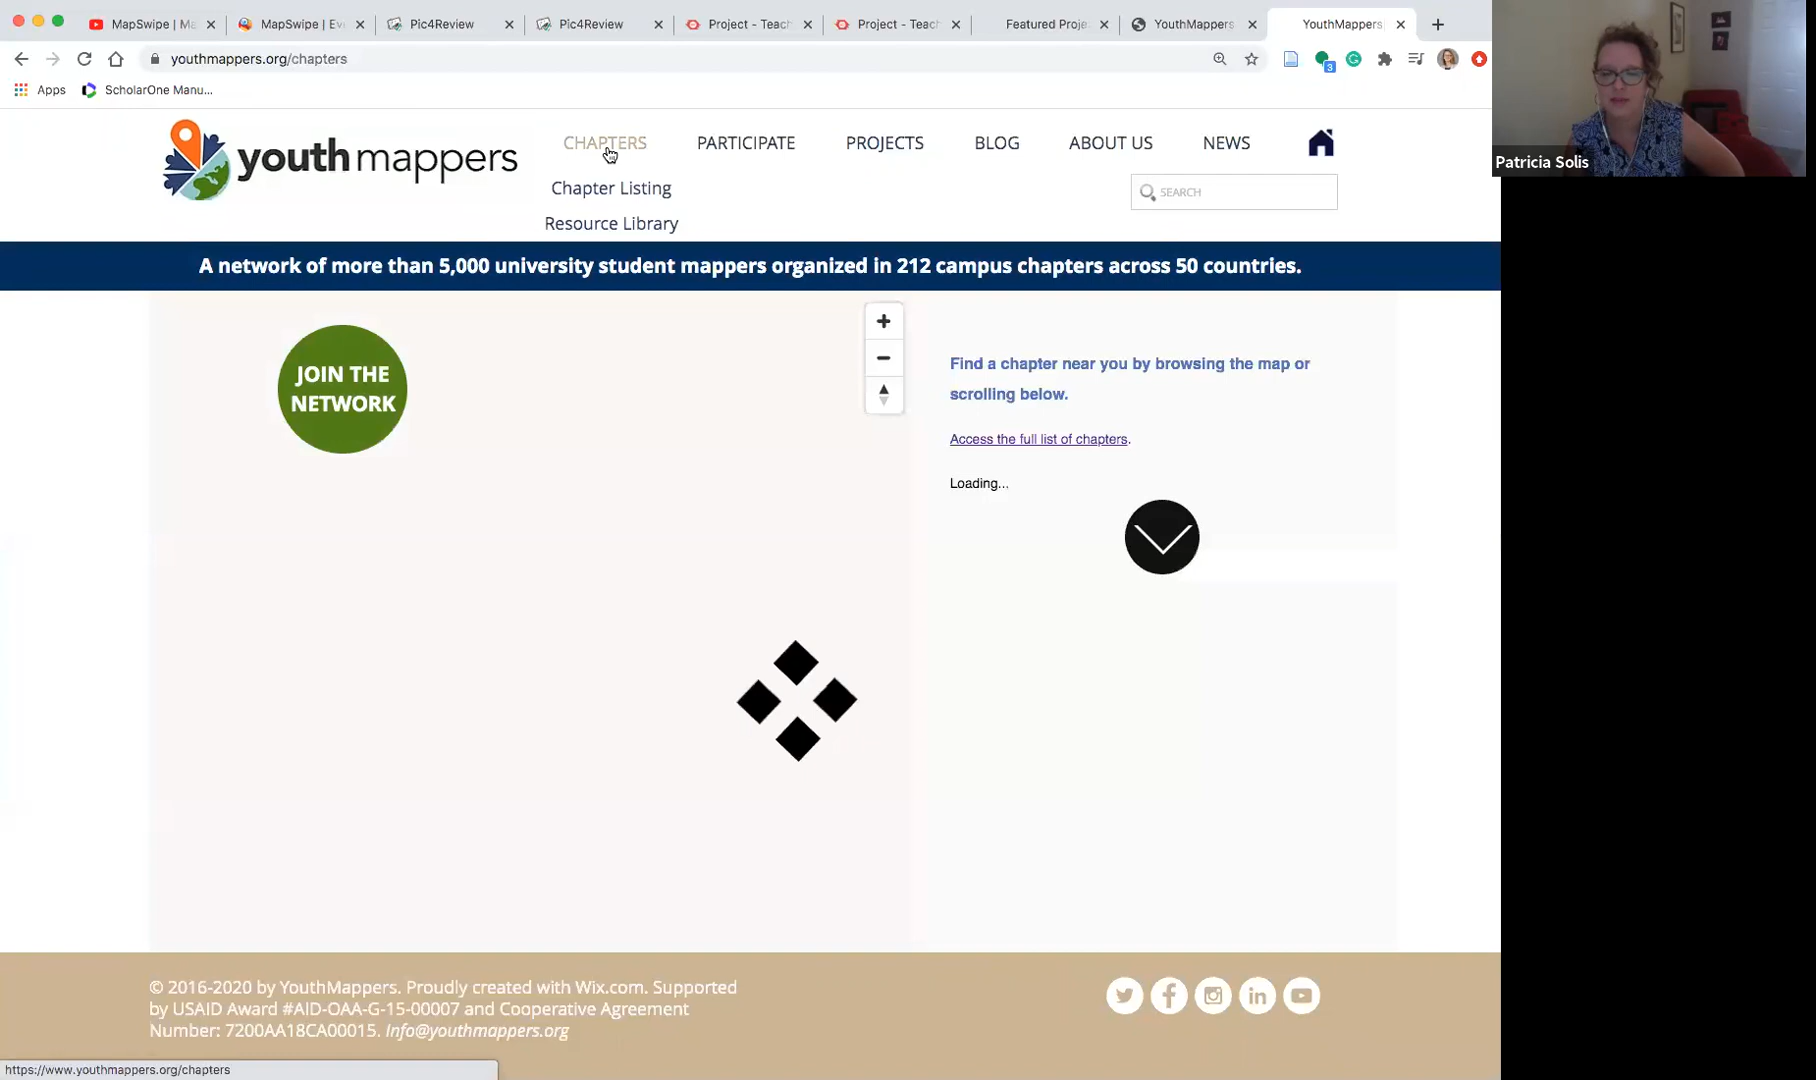 MapSwipe | Ma
MapSwipe | Eve
Pic4Review
Pic4Review
Project - Teach
Project - Teach
Featured Proje
YouthMappers
YouthMappers
youthmappers.org/chapters
3
Apps
ScholarOne Manu...
youthmappers
CHAPTERS
PARTICIPATE
PROJECTS
BLOG
ABOUT US
NEWS
Chapter Listing
Resource Library
SEARCH
Patricia Solis
A network of more than 5,000 university student mappers organized in 212 campus chapters across 50 countries.
JOIN THE
NETWORK
Find a chapter near you by browsing the map or
scrolling below.
Access the full list of chapters.
Loading...
© 2016-2020 by YouthMappers. Proudly created with Wix.com. Supported
by USAID Award #AID-OAA-G-15-00007 and Cooperative Agreement
Number: 7200AA18CA00015. Info@youthmappers.org
https://www.youthmappers.org/chapters